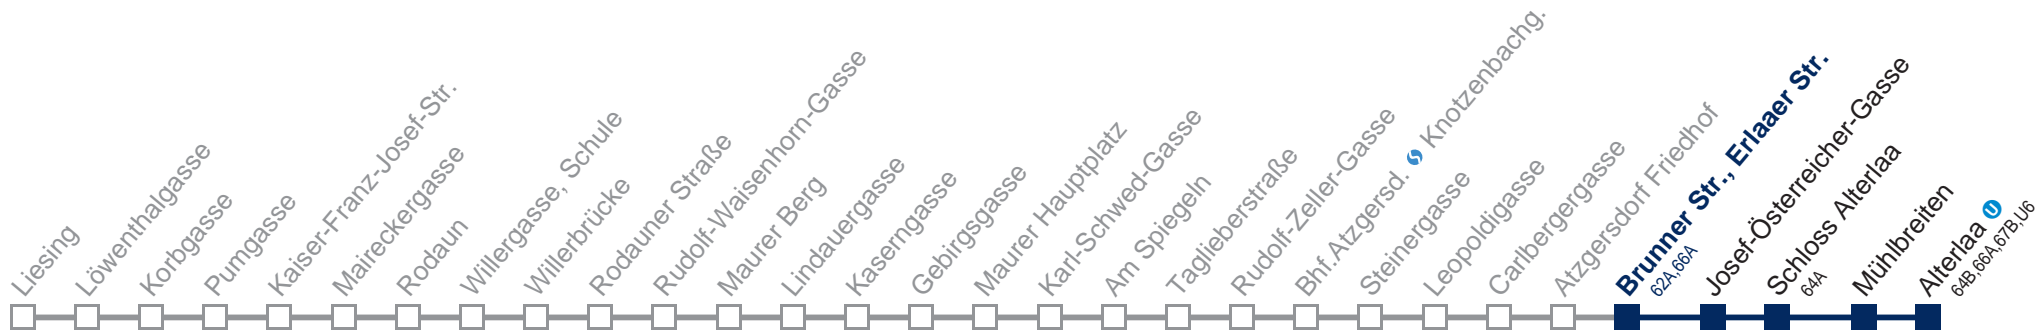 Liesing
Löwenthalgasse
Korbgasse
Pumgasse
Kaiser-Franz-Josef-Str.
Maireckergasse
Rodaun
Willergasse, Schule
Willerbrücke
Rodauner Straße
Rudolf-Waisenhorn-Gasse
Maurer Berg
Lindauergasse
Kaserngasse
Gebirgsgasse
Maurer Hauptplatz
Karl-Schwed-Gasse
Am Spiegeln
Taglieberstraße
Rudolf-Zeller-Gasse
Bhf. Atzgersd. S Knotzenbachg.
Steinergasse
Leopoldigasse
Carlbergergasse
Atzgersdorf Friedhof
Brunner Str., Erlaaer Str.
62A,66A
Josef-Österreicher-Gasse
Schloss Alterlaa
64A
Mühlbreiten
Alterlaa U
64B,66A,67B,U6